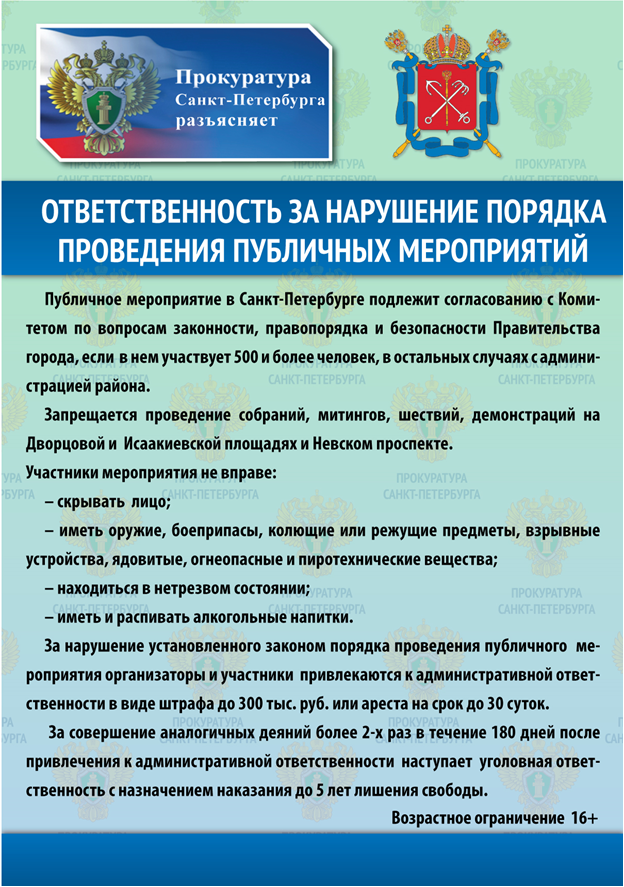 Прокуратура
Санкт-Петербурга
разъясняет
ОТВЕТСТВЕННОСТЬ ЗА НАРУШЕНИЕ ПОРЯДКА
ПРОВЕДЕНИЯ ПУБЛИЧНЫХ МЕРОПРИЯТИЙ
Публичное мероприятие в Санкт-Петербурге подлежит согласованию с Коми-
тетом по вопросам законности, правопорядка и безопасности Правительства
города, если в нем участвует 500 и более человек, в остальных случаях с админи-
страцией района.
Запрещается проведение собраний, митингов, шествий, демонстраций на
Дворцовой и Исаакиевской площадях и Невском проспекте.
Участники мероприятия не вправе:
– скрывать лицо;
– иметь оружие, боеприпасы, колющие или режущие предметы, взрывные
устройства, ядовитые, огнеопасные и пиротехнические вещества;
– находиться в нетрезвом состоянии;
– иметь и распивать алкогольные напитки.
За нарушение установленного законом порядка проведения публичного ме-
роприятия организаторы и участники привлекаются к административной ответ-
ственности в виде штрафа до 300 тыс. руб. или ареста на срок до 30 суток.
За совершение аналогичных деяний более 2-х раз в течение 180 дней после
привлечения к административной ответственности наступает уголовная ответ-
ственность с назначением наказания до 5 лет лишения свободы.
Возрастное ограничение 16+